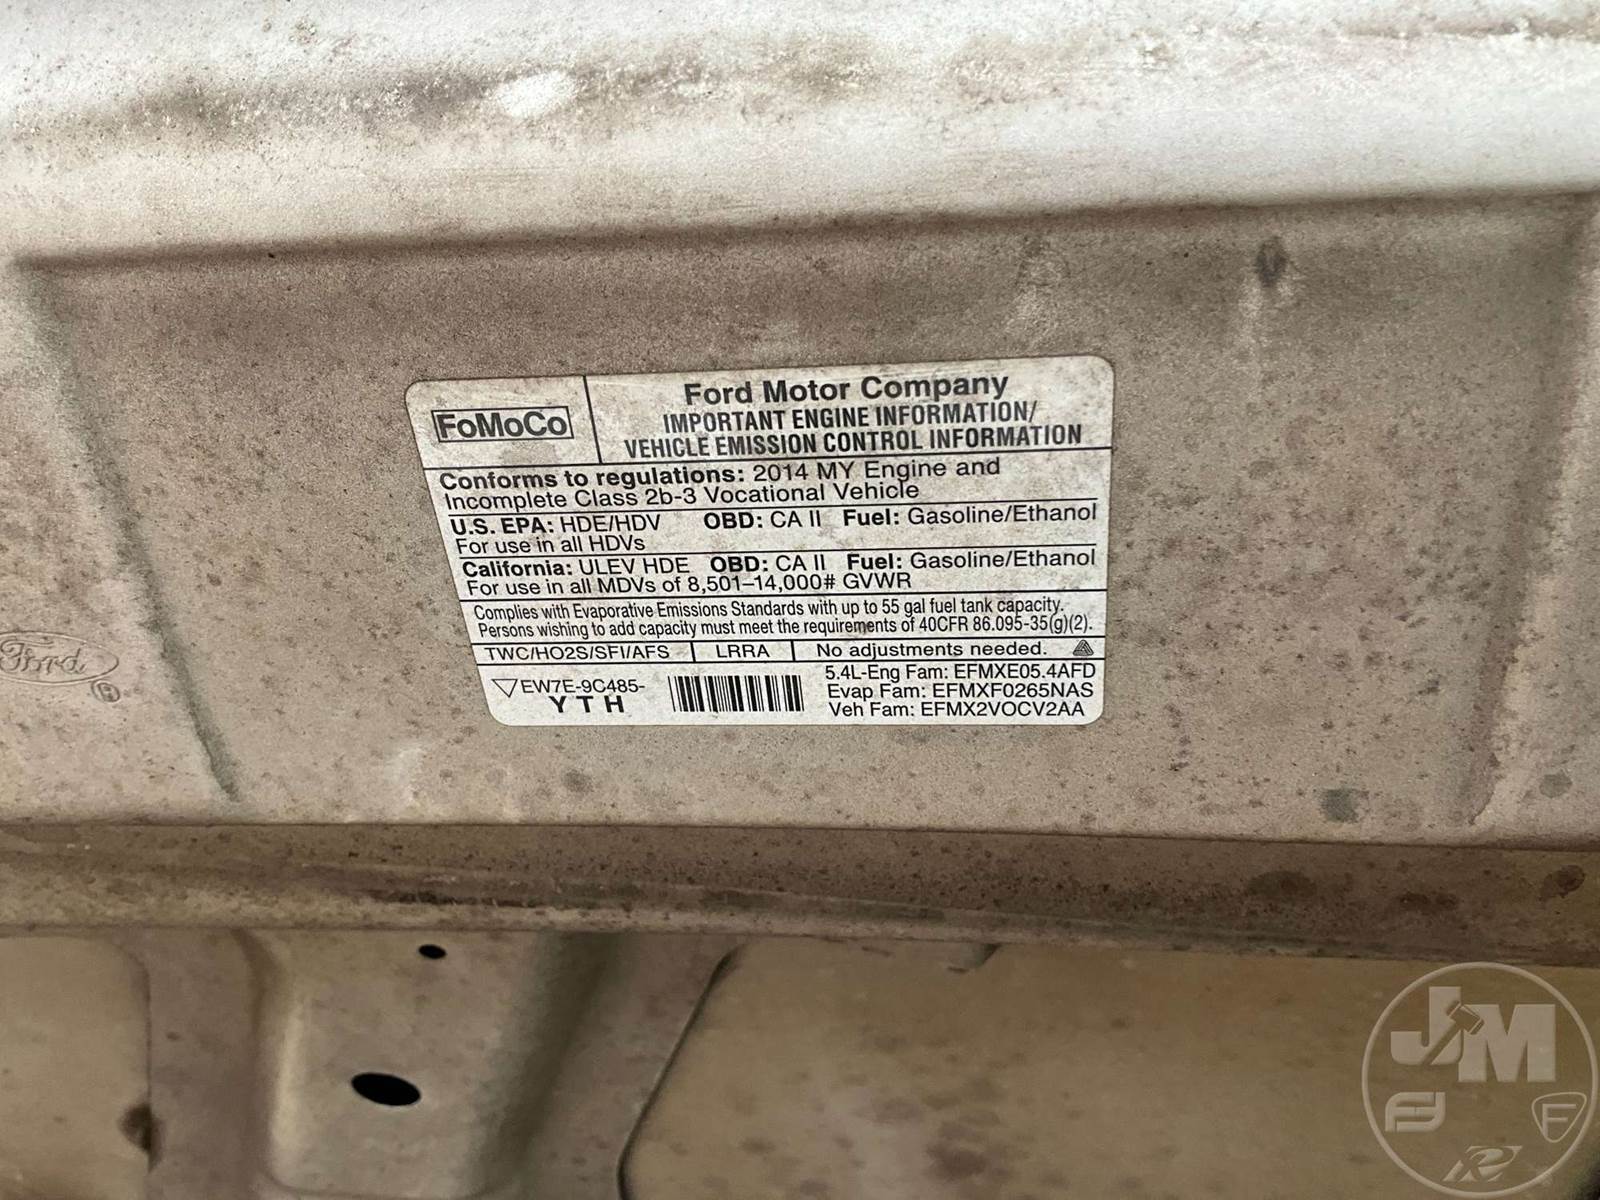 FoMoCo
Ford Motor Company
IMPORTANT ENGINE INFORMATION/
VEHICLE EMISSION CONTROL INFORMATION
Conforms to regulations: 2014 MY Engine and
Incomplete Class 2b-3 Vocational Vehicle
U.S. EPA: HDE/HDV OBD: CA II Fuel: Gasoline/Ethanol
For use in all HDVs
California: ULEV HDE OBD: CA II Fuel: Gasoline/Ethanol
For use in all MDVs of 8,501–14,000# GVWR
Complies with Evaporative Emissions Standards with up to 55 gal fuel tank capacity.
Persons wishing to add capacity must meet the requirements of 40CFR 86.095-35(g)(2).
TWC/HO2S/SFI/AFS LRRA No adjustments needed.
EW7E-9C485-
YTH
5.4L-Eng Fam: EFMXE05.4AFD
Evap Fam: EFMXF0265NAS
Veh Fam: EFMX2VOCV2AA
Ford
®
JM